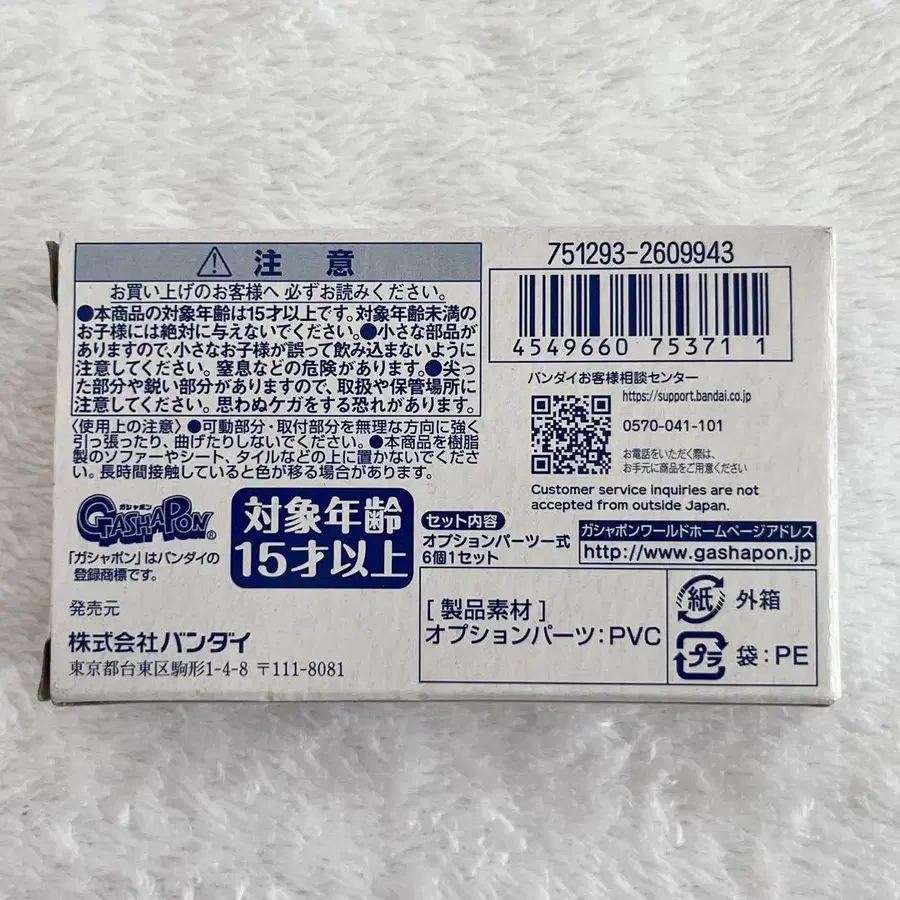 ⚠ 注 意
お買い上げのお客様へ 必ずお読みください。
●本商品の対象年齢は15才以上です。対象年齢未満の
お子様には絶対に与えないでください。●小さな部品が
ありますので、小さなお子様が誤って飲み込まないように
注意してください。窒息などの危険があります。●尖っ
た部分や鋭い部分がありますので、取扱や保管場所に
注意してください。思わぬケガをする恐れがあります。
〈使用上の注意〉●可動部分・取付部分を無理な方向に強く
引っ張ったり、曲げたりしないでください。●本商品を樹脂
製のソファーやシート、タイルなどの上に置かないでくださ
い。長時間接触していると色が移る場合があります。
ガシャポン
GASHAPON®
「ガシャポン」はバンダイの
登録商標です。
対象年齢
15才以上
発売元
株式会社バンダイ
東京都台東区駒形1-4-8 〒111-8081
751293-2609943
4549660 75371 1
バンダイお客様相談センター
https://support.bandai.co.jp
0570-041-101
お電話をいただく際は、
お手元に商品をご用意ください
Customer service inquiries are not
accepted from outside Japan.
セット内容
オプションパーツ一式
6個1セット
ガシャポンワールドホームページアドレス
http://www.gashapon.jp
[ 製品素材 ]
オプションパーツ:PVC
紙 外箱
プラ 袋:PE